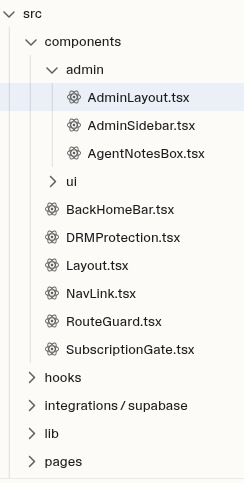 src
components
admin
AdminLayout.tsx
AdminSidebar.tsx
AgentNotesBox.tsx
ui
BackHomeBar.tsx
DRMProtection.tsx
Layout.tsx
NavLink.tsx
RouteGuard.tsx
SubscriptionGate.tsx
hooks
integrations / supabase
lib
pages